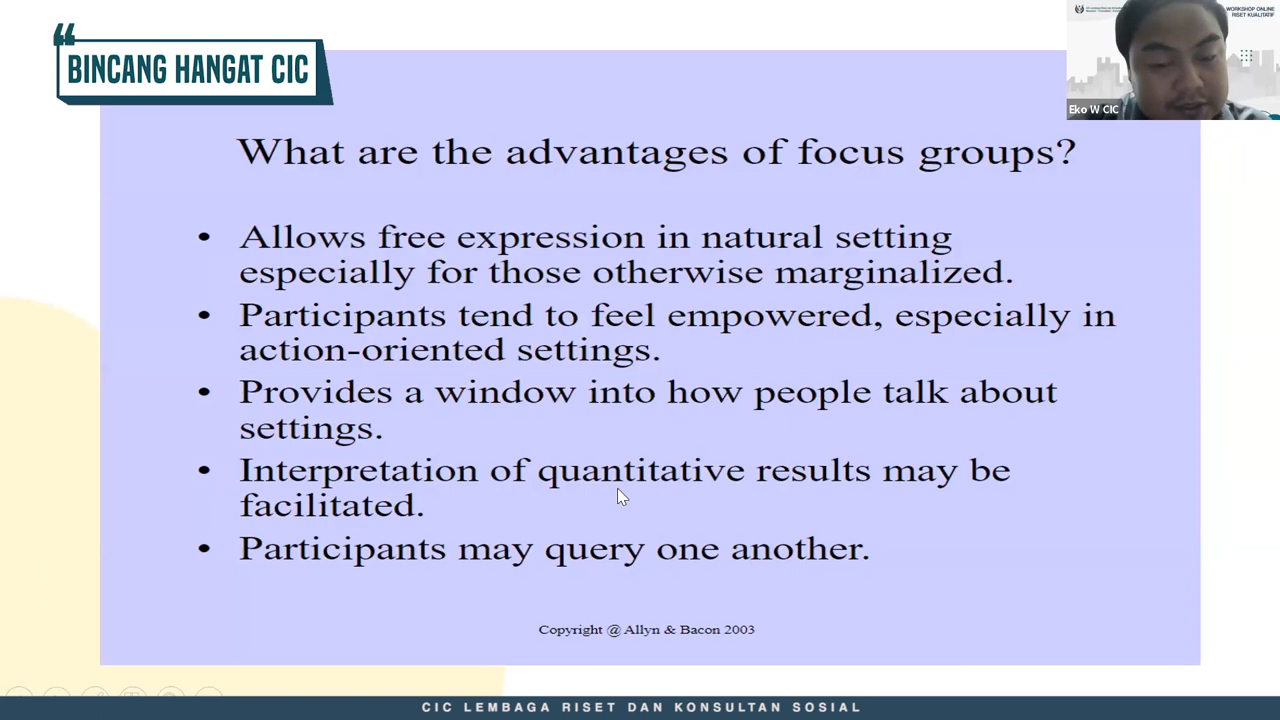 BINCANG HANGAT CIC
WORKSHOP ONLINE
RISET KUALITATIF
Eko W CIC
What are the advantages of focus groups?
• Allows free expression in natural setting
especially for those otherwise marginalized.
• Participants tend to feel empowered, especially in
action-oriented settings.
• Provides a window into how people talk about
settings.
• Interpretation of quantitative results may be
facilitated.
• Participants may query one another.
Copyright @ Allyn & Bacon 2003
CIC LEMBAGA RISET DAN KONSULTAN SOSIAL